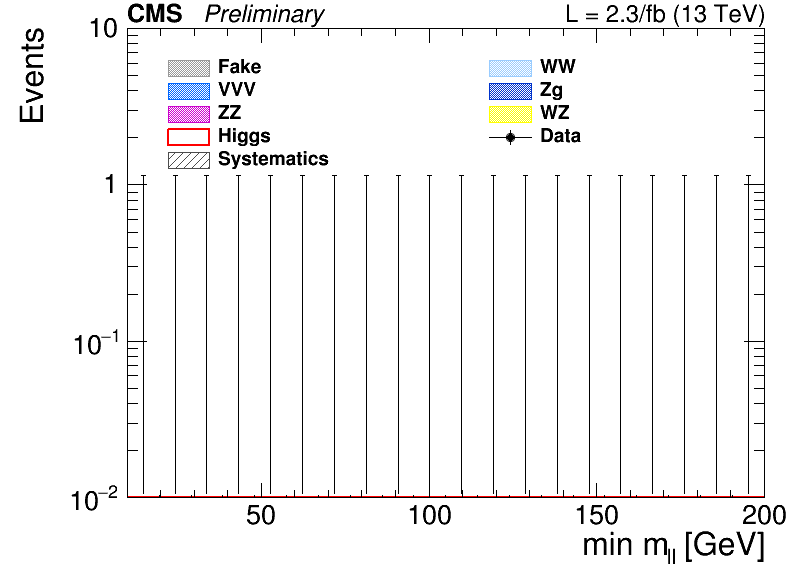 CMS Preliminary L = 2.3/fb (13 TeV)
Events
10
1
10⁻¹
10⁻²
Fake
VVV
ZZ
Higgs
Systematics
WW
Zg
WZ
Data
50 100 150 200
min m_ll [GeV]